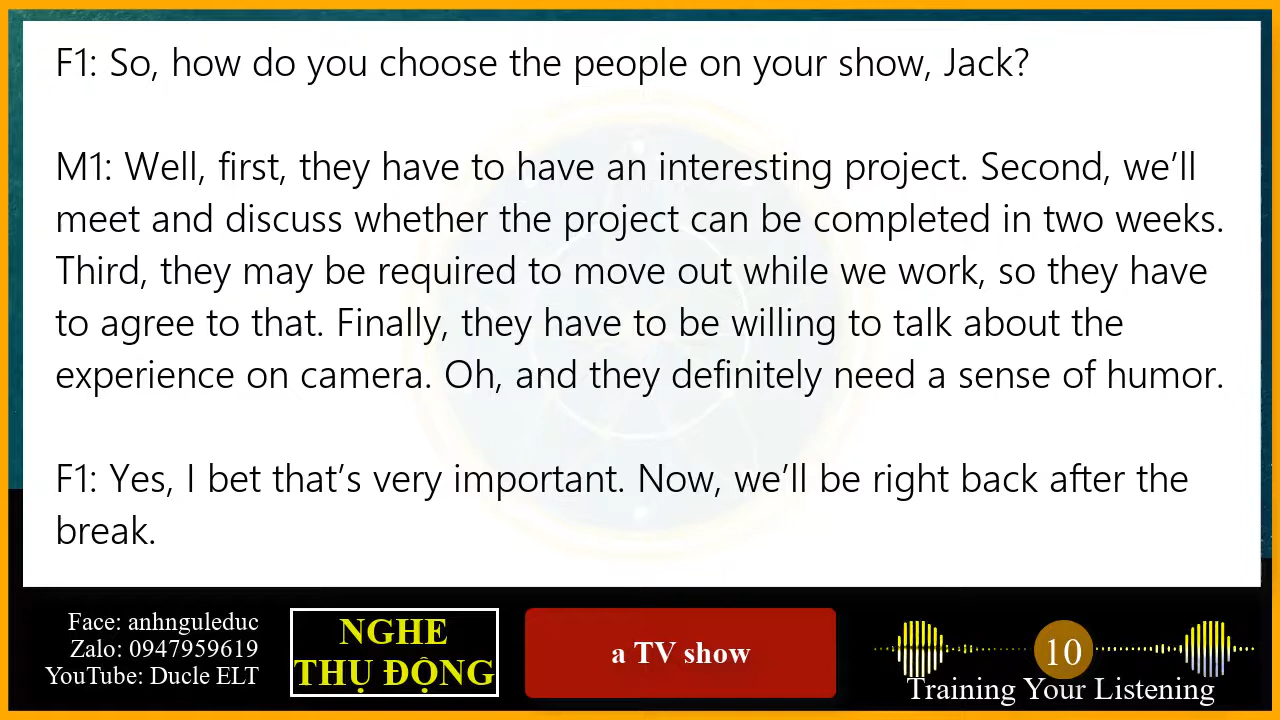 F1: So, how do you choose the people on your show, Jack?
M1: Well, first, they have to have an interesting project. Second, we’ll
meet and discuss whether the project can be completed in two weeks.
Third, they may be required to move out while we work, so they have
to agree to that. Finally, they have to be willing to talk about the
experience on camera. Oh, and they definitely need a sense of humor.
F1: Yes, I bet that’s very important. Now, we’ll be right back after the
break.
Face: anhnguleduc
Zalo: 0947959619
YouTube: Ducle ELT
NGHE
THỤ ĐỘNG
a TV show
10
Training Your Listening